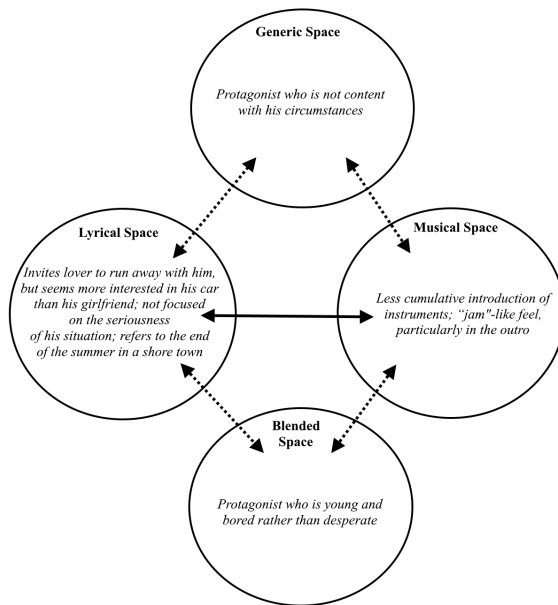 Generic Space
Protagonist who is not content
with his circumstances
Lyrical Space
Invites lover to run away with him,
but seems more interested in his car
than his girlfriend; not focused
on the seriousness
of his situation; refers to the end
of the summer in a shore town
Musical Space
Less cumulative introduction of
instruments; “jam"-like feel,
particularly in the outro
Blended
Space
Protagonist who is young and
bored rather than desperate